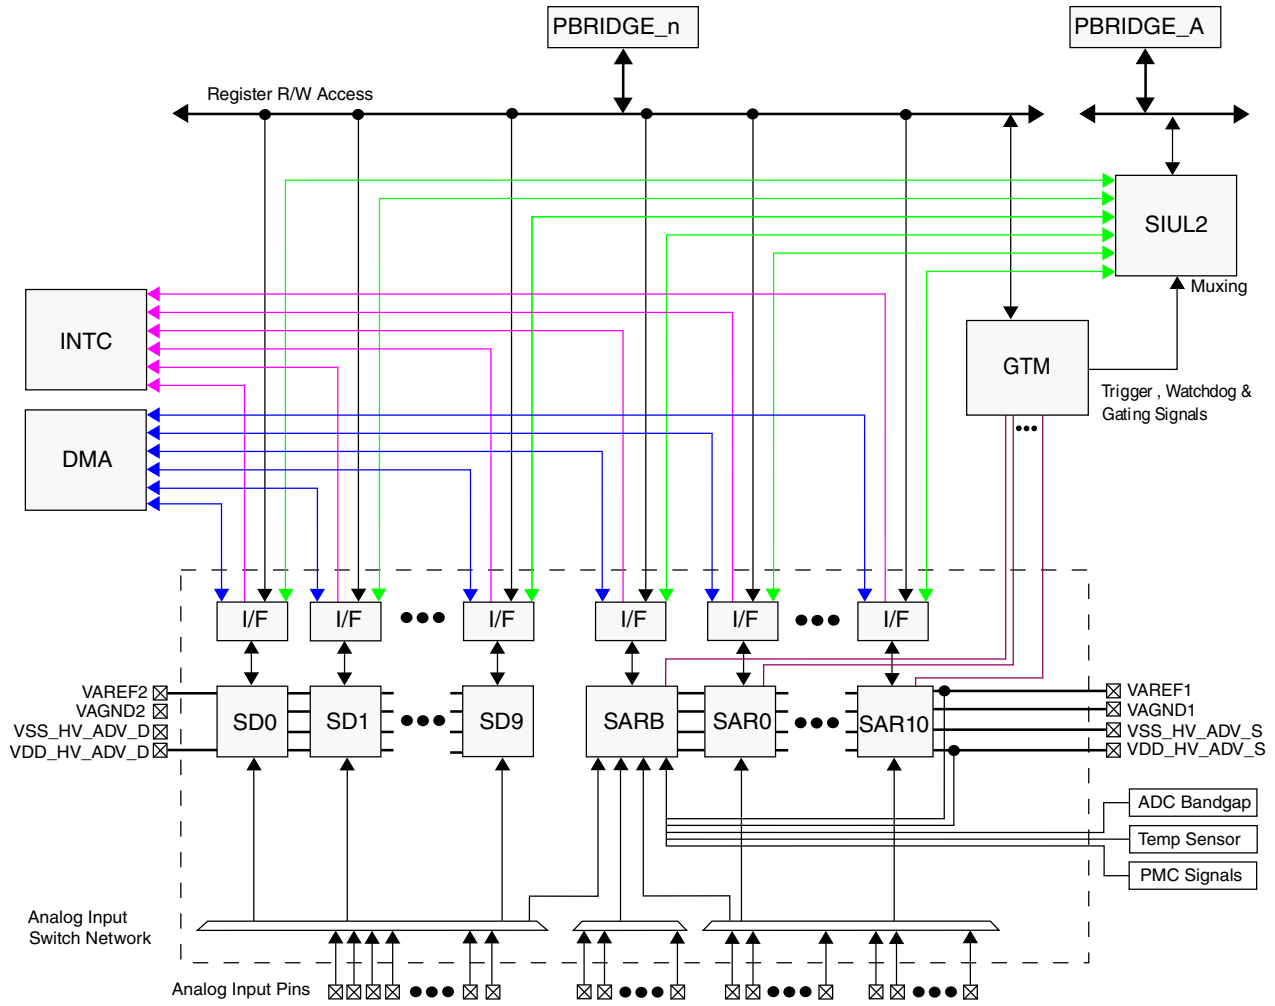 PBRIDGE_n
PBRIDGE_A
Register R/W Access
SIUL2
Muxing
INTC
GTM
Trigger , Watchdog &
Gating Signals
DMA
I/F
I/F
I/F
I/F
I/F
I/F
VAREF2
VAGND2
VSS_HV_ADV_D
VDD_HV_ADV_D
SD0
SD1
SD9
SARB
SAR0
SAR10
VAREF1
VAGND1
VSS_HV_ADV_S
VDD_HV_ADV_S
ADC Bandgap
Temp Sensor
PMC Signals
Analog Input
Switch Network
Analog Input Pins